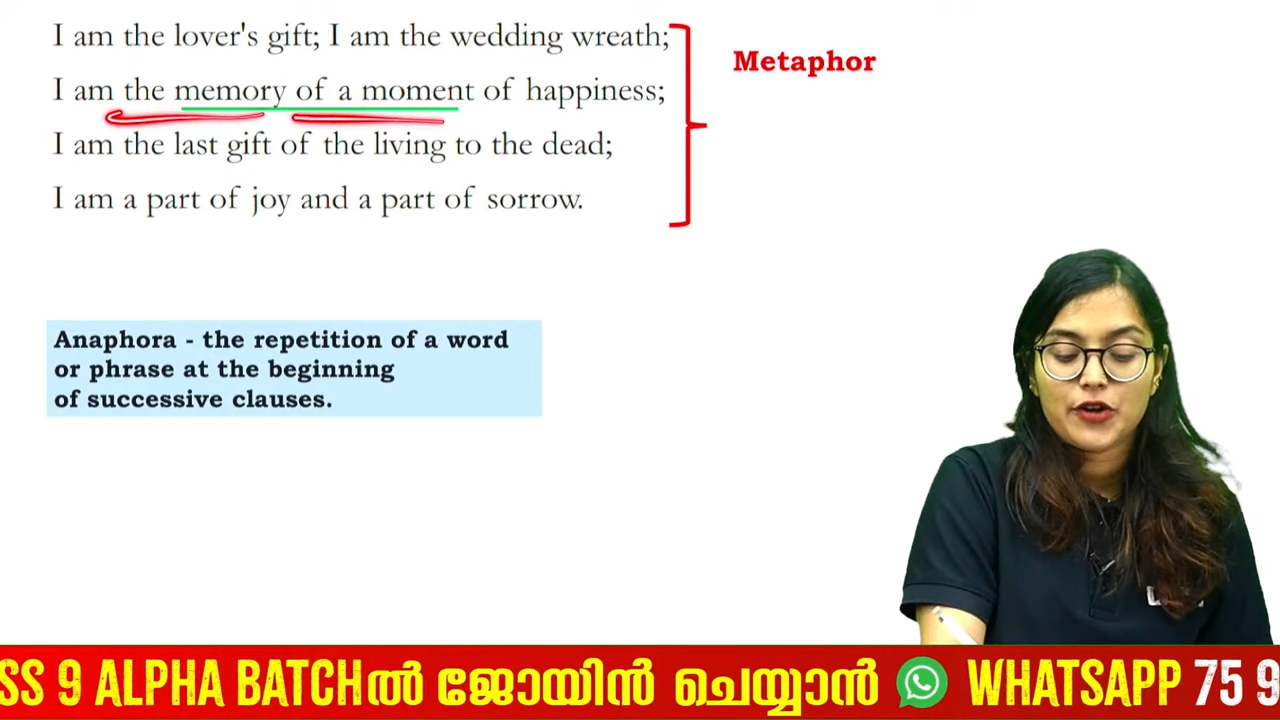 I am the lover's gift; I am the wedding wreath;
I am the memory of a moment of happiness;
I am the last gift of the living to the dead;
I am a part of joy and a part of sorrow.
Metaphor
Anaphora - the repetition of a word
or phrase at the beginning
of successive clauses.
SS 9 ALPHA BATCHൽ ജോയിൻ ചെയ്യാൻ WHATSAPP 75 9